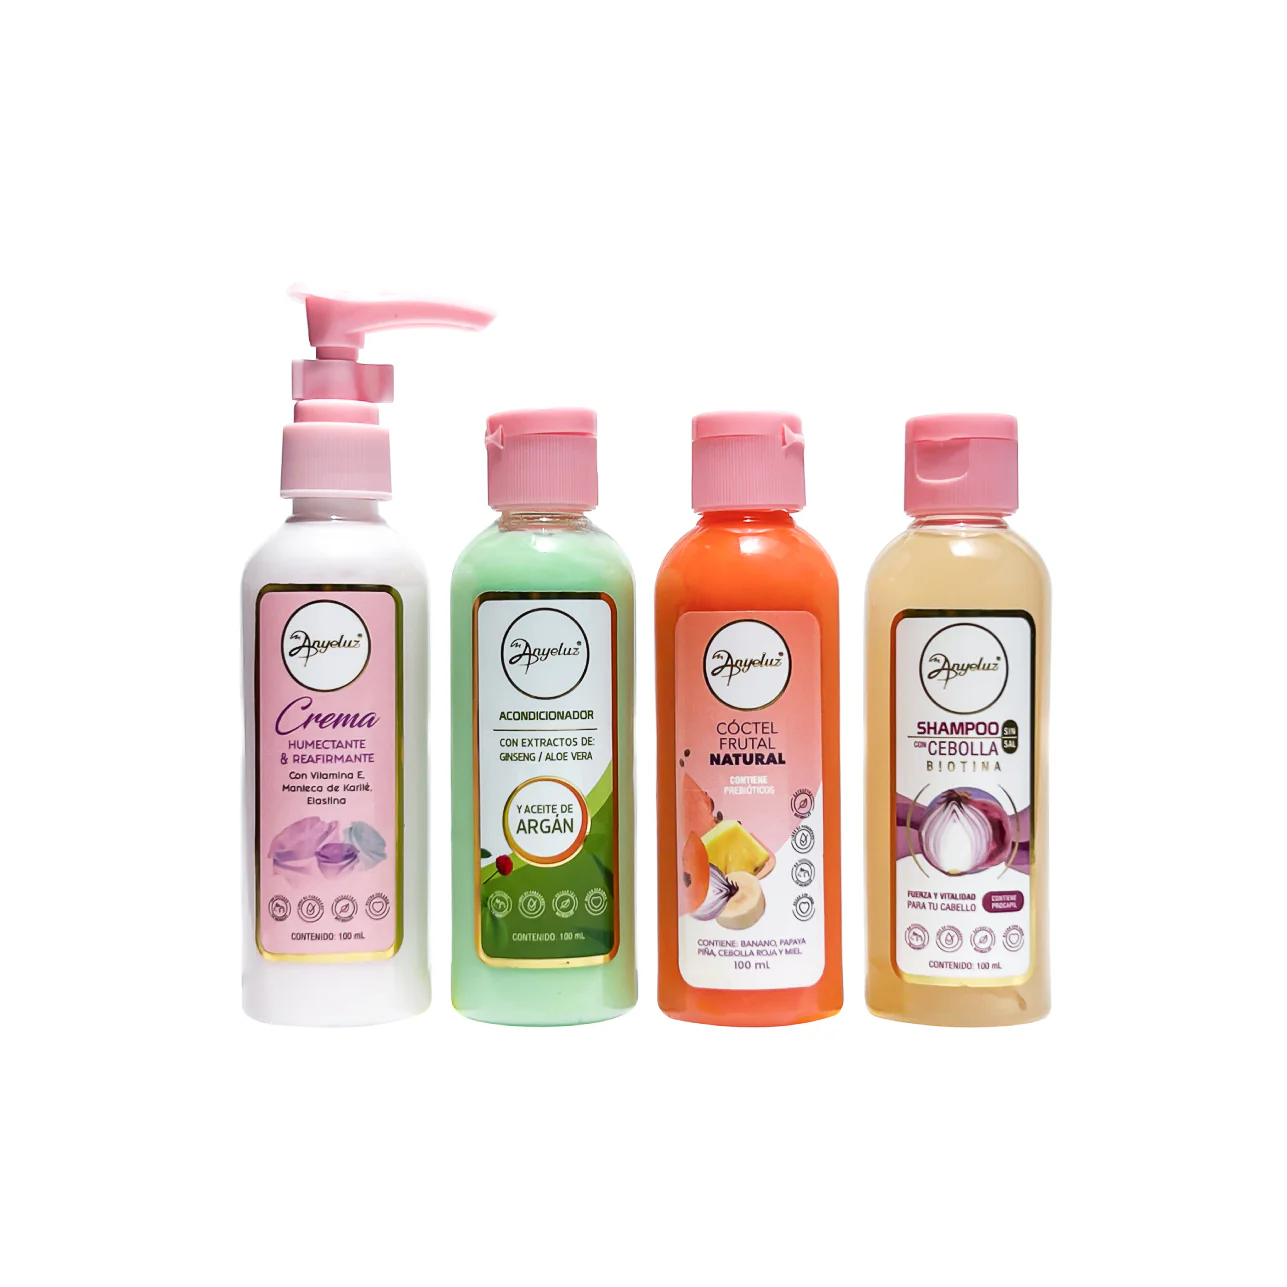 Anyeluz®
Crema
HUMECTANTE
& REAFIRMANTE
Con Vitamina E,
Manteca de Karité,
Elastina
CONTENIDO: 100 mL
Anyeluz®
ACONDICIONADOR
CON EXTRACTOS DE:
GINSENG / ALOE VERA
Y ACEITE DE
ARGÁN
CONTENIDO: 100 mL
Anyeluz®
CÓCTEL
FRUTAL
NATURAL
CONTIENE
PREBIÓTICOS
CONTIENE: BANANO, PAPAYA
PIÑA, CEBOLLA ROJA Y MIEL
100 mL
Anyeluz®
SHAMPOO SIN
CON CEBOLLA SAL
BIOTINA
FUERZA Y VITALIDAD
PARA TU CABELLO
CONTIENE
PROCAPIL
CONTENIDO: 100 mL